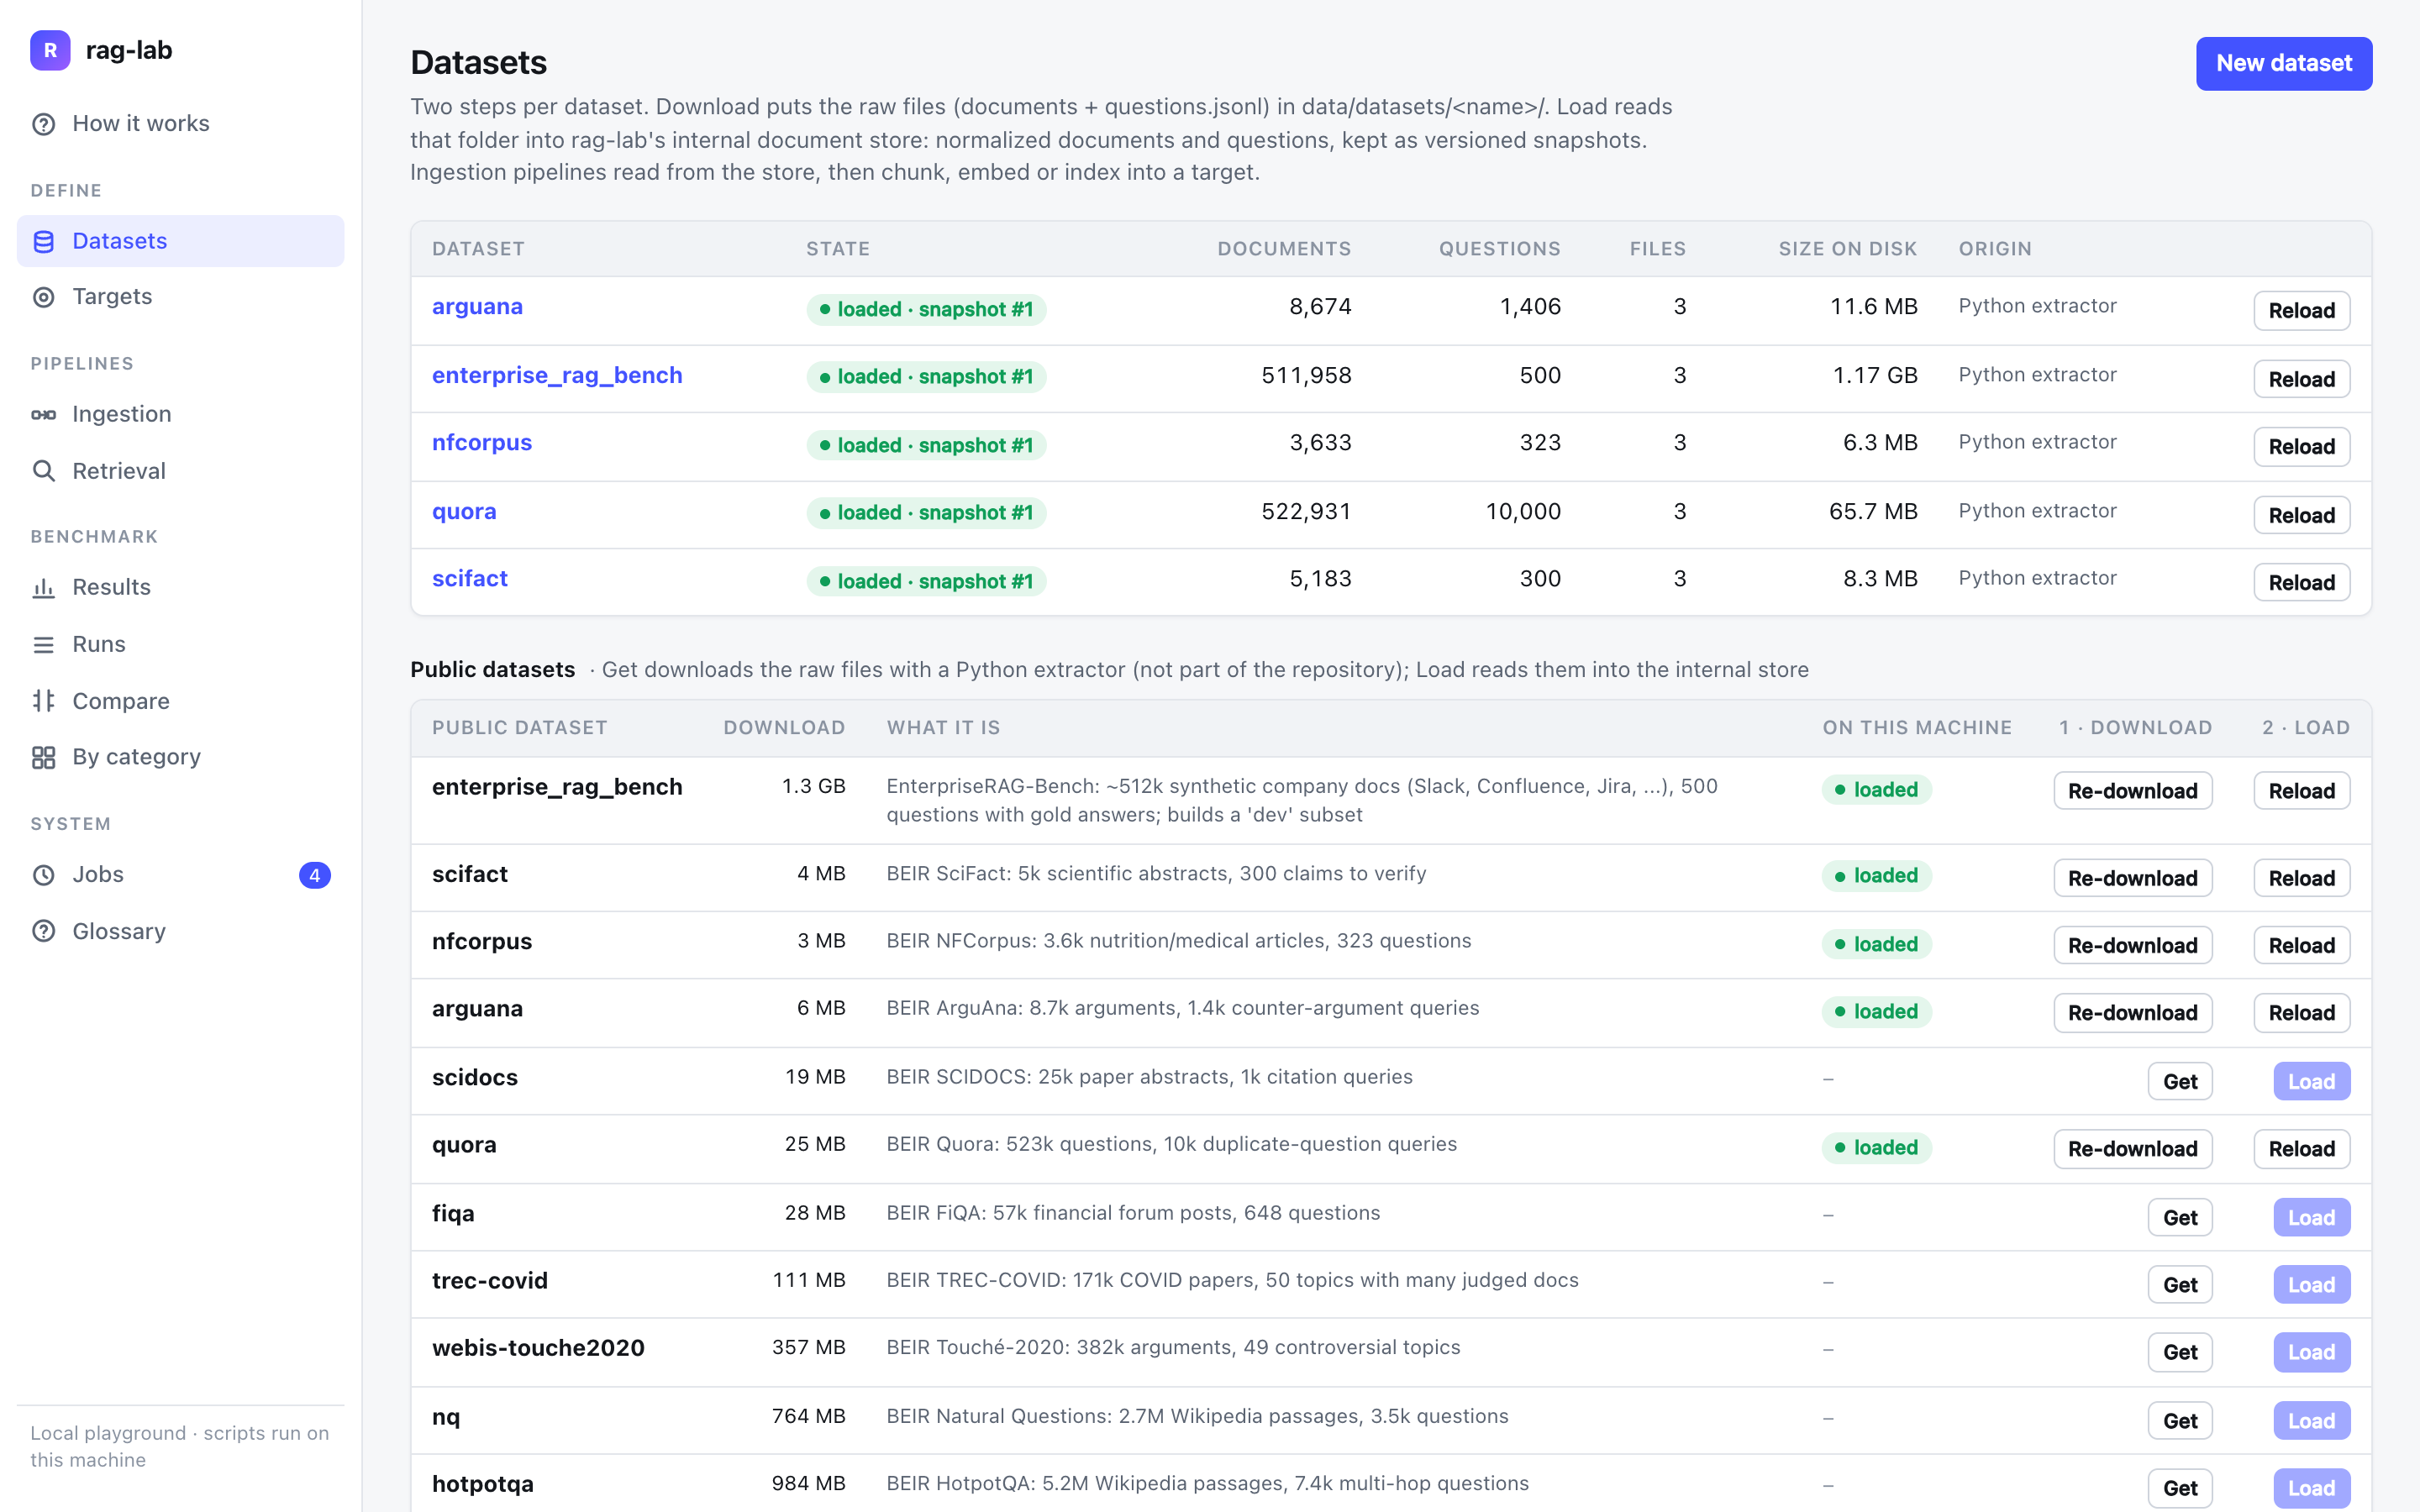 R rag-lab
How it works
DEFINE
Datasets
Targets
PIPELINES
Ingestion
Retrieval
BENCHMARK
Results
Runs
Compare
By category
SYSTEM
Jobs 4
Glossary
Local playground · scripts run on
this machine
Datasets
New dataset
Two steps per dataset. Download puts the raw files (documents + questions.jsonl) in data/datasets/<name>/. Load reads
that folder into rag-lab's internal document store: normalized documents and questions, kept as versioned snapshots.
Ingestion pipelines read from the store, then chunk, embed or index into a target.
DATASET STATE DOCUMENTS QUESTIONS FILES SIZE ON DISK ORIGIN
arguana loaded · snapshot #1 8,674 1,406 3 11.6 MB Python extractor Reload
enterprise_rag_bench loaded · snapshot #1 511,958 500 3 1.17 GB Python extractor Reload
nfcorpus loaded · snapshot #1 3,633 323 3 6.3 MB Python extractor Reload
quora loaded · snapshot #1 522,931 10,000 3 65.7 MB Python extractor Reload
scifact loaded · snapshot #1 5,183 300 3 8.3 MB Python extractor Reload
Public datasets · Get downloads the raw files with a Python extractor (not part of the repository); Load reads them into the internal store
PUBLIC DATASET DOWNLOAD WHAT IT IS ON THIS MACHINE 1 · DOWNLOAD 2 · LOAD
enterprise_rag_bench 1.3 GB EnterpriseRAG-Bench: ~512k synthetic company docs (Slack, Confluence, Jira, ...), 500 loaded Re-download Reload
questions with gold answers; builds a 'dev' subset
scifact 4 MB BEIR SciFact: 5k scientific abstracts, 300 claims to verify loaded Re-download Reload
nfcorpus 3 MB BEIR NFCorpus: 3.6k nutrition/medical articles, 323 questions loaded Re-download Reload
arguana 6 MB BEIR ArguAna: 8.7k arguments, 1.4k counter-argument queries loaded Re-download Reload
scidocs 19 MB BEIR SCIDOCS: 25k paper abstracts, 1k citation queries – Get Load
quora 25 MB BEIR Quora: 523k questions, 10k duplicate-question queries loaded Re-download Reload
fiqa 28 MB BEIR FiQA: 57k financial forum posts, 648 questions – Get Load
trec-covid 111 MB BEIR TREC-COVID: 171k COVID papers, 50 topics with many judged docs – Get Load
webis-touche2020 357 MB BEIR Touché-2020: 382k arguments, 49 controversial topics – Get Load
nq 764 MB BEIR Natural Questions: 2.7M Wikipedia passages, 3.5k questions – Get Load
hotpotqa 984 MB BEIR HotpotQA: 5.2M Wikipedia passages, 7.4k multi-hop questions – Get Load